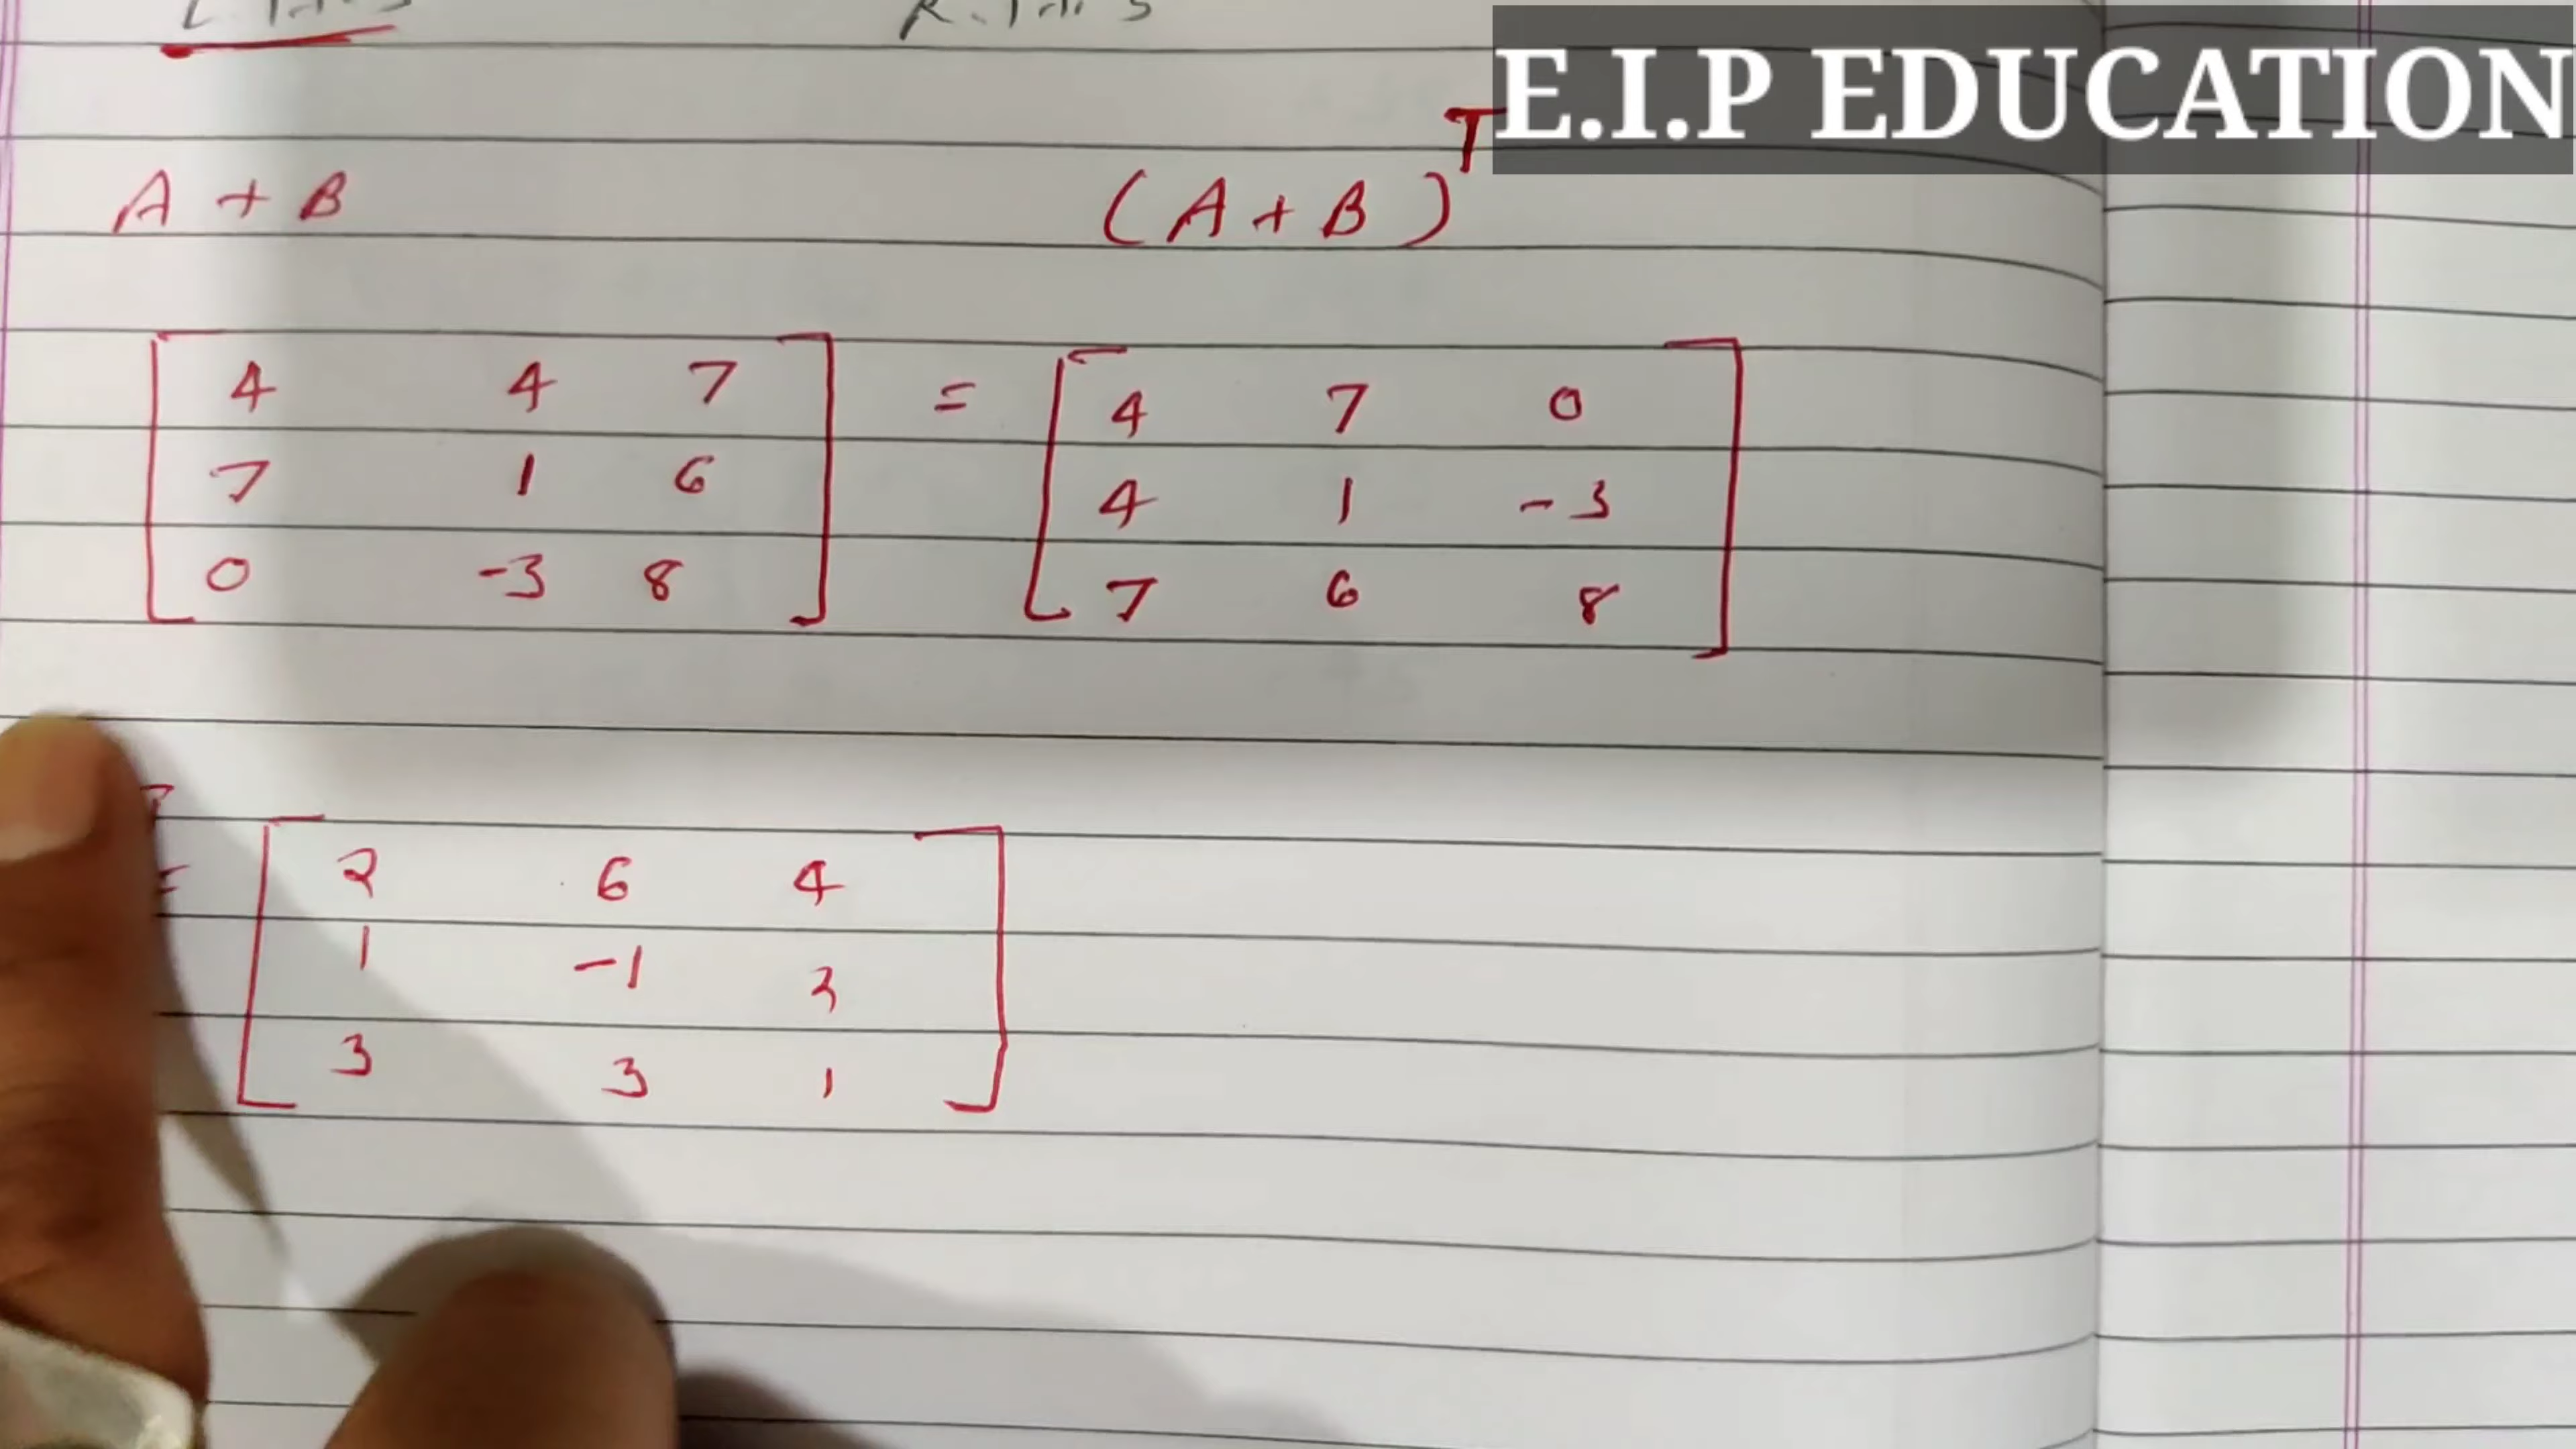 L.H.S R.H.S
E.I.P EDUCATION
A + B (A + B)ᵀ
4 4 7 = 4 7 0
7 1 6 4 1 -3
0 -3 8 7 6 8
= 2 6 4
1 -1 2
3 3 1